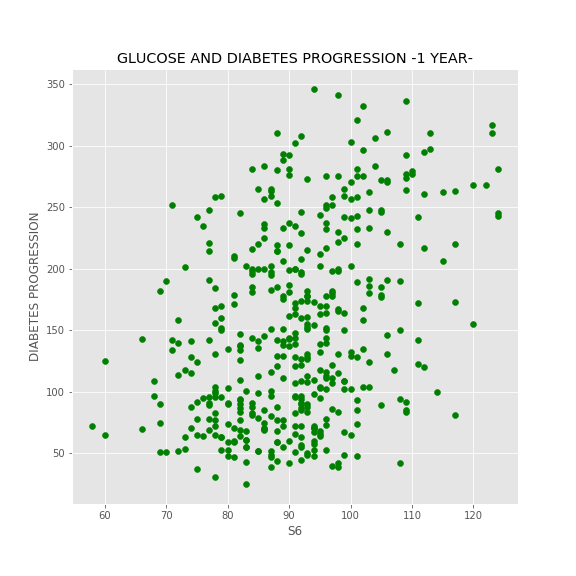 GLUCOSE AND DIABETES PROGRESSION -1 YEAR-
350
300
250
200
150
100
50
DIABETES PROGRESSION
60 70 80 90 100 110 120
S6